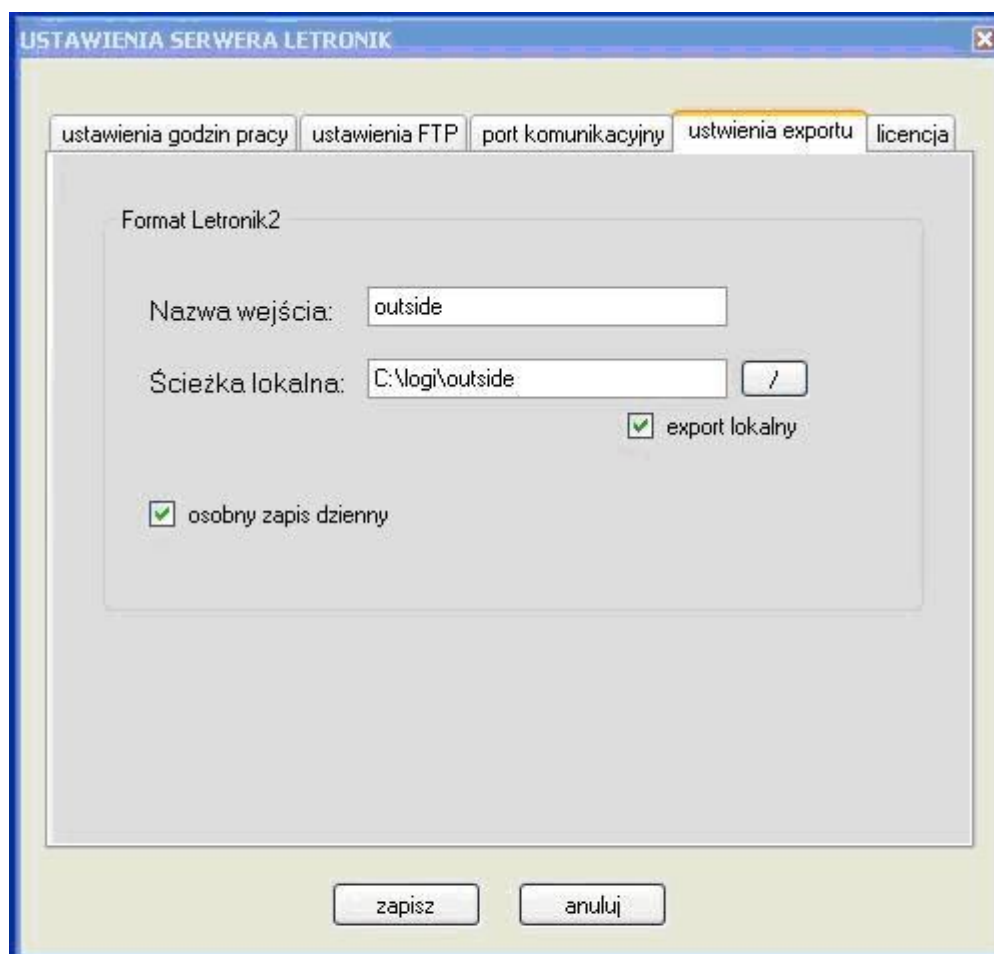 USTAWIENIA SERWERA LETRONIK
ustawienia godzin pracy ustawienia FTP port komunikacyjny ustwienia exportu licencja
Format Letronik2
Nazwa wejścia: outside
Ścieżka lokalna: C:\logi\outside /
export lokalny
osobny zapis dzienny
zapisz anuluj